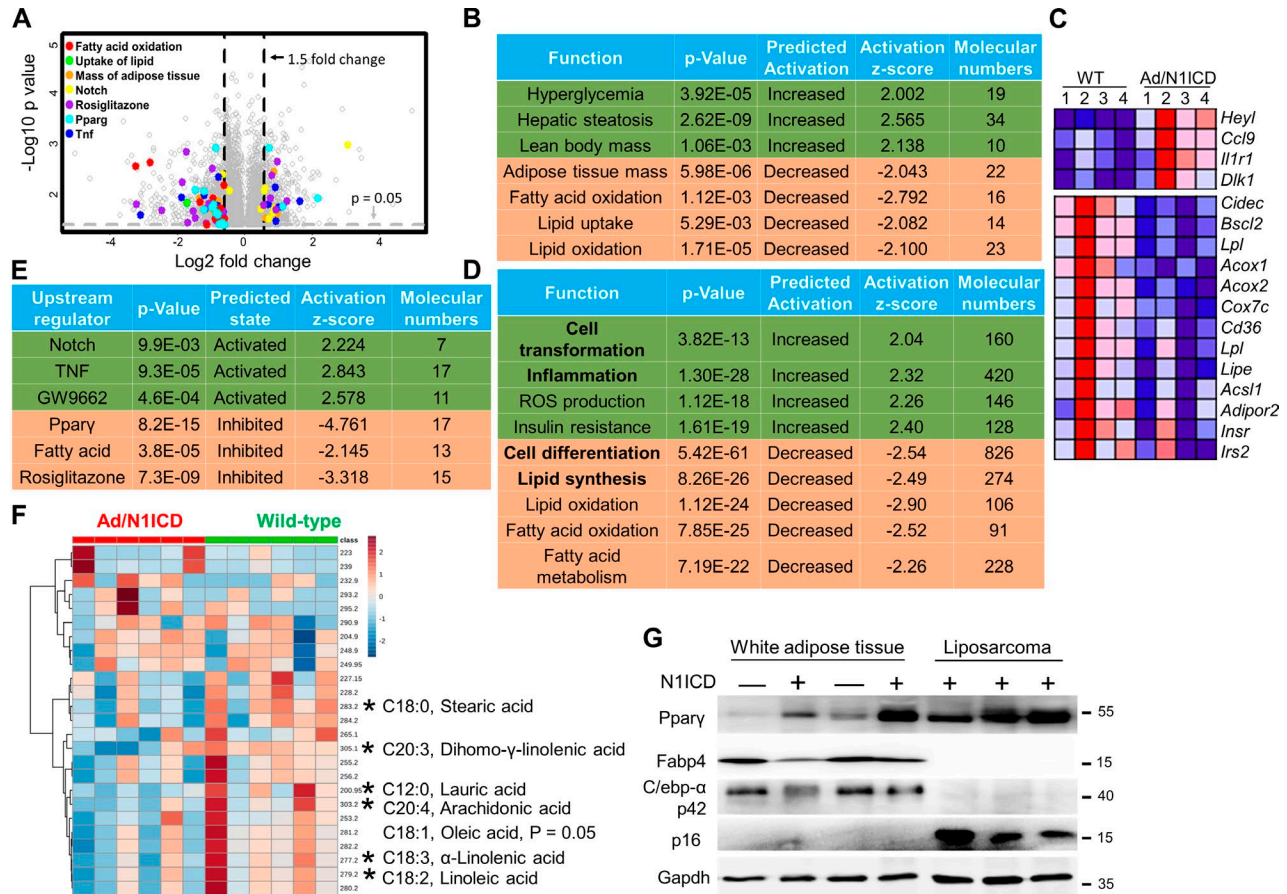 A
-Log10 p value
5
4
3
2
Fatty acid oxidation
Uptake of lipid
Mass of adipose tissue
Notch
Rosiglitazone
Pparg
Tnf
1.5 fold change
p = 0.05
-4 -2 0 2 4
Log2 fold change
B
Function p-Value Predicted Activation Activation z-score Molecular numbers
Hyperglycemia 3.92E-05 Increased 2.002 19
Hepatic steatosis 2.62E-09 Increased 2.565 34
Lean body mass 1.06E-03 Increased 2.138 10
Adipose tissue mass 5.98E-06 Decreased -2.043 22
Fatty acid oxidation 1.12E-03 Decreased -2.792 16
Lipid uptake 5.29E-03 Decreased -2.082 14
Lipid oxidation 1.71E-05 Decreased -2.100 23
C
WT Ad/N1ICD
1 2 3 4 1 2 3 4
Heyl
Ccl9
Il1r1
Dlk1
Cidec
Bscl2
Lpl
Acox1
Acox2
Cox7c
Cd36
Lpl
Lipe
Acsl1
Adipor2
Insr
Irs2
D
Function p-Value Predicted Activation Activation z-score Molecular numbers
Cell transformation 3.82E-13 Increased 2.04 160
Inflammation 1.30E-28 Increased 2.32 420
ROS production 1.12E-18 Increased 2.26 146
Insulin resistance 1.61E-19 Increased 2.40 128
Cell differentiation 5.42E-61 Decreased -2.54 826
Lipid synthesis 8.26E-26 Decreased -2.49 274
Lipid oxidation 1.12E-24 Decreased -2.90 106
Fatty acid oxidation 7.85E-25 Decreased -2.52 91
Fatty acid metabolism 7.19E-22 Decreased -2.26 228
E
Upstream regulator p-Value Predicted state Activation z-score Molecular numbers
Notch 9.9E-03 Activated 2.224 7
TNF 9.3E-05 Activated 2.843 17
GW9662 4.6E-04 Activated 2.578 11
Pparγ 8.2E-15 Inhibited -4.761 17
Fatty acid 3.8E-05 Inhibited -2.145 13
Rosiglitazone 7.3E-09 Inhibited -3.318 15
F
Ad/N1ICD Wild-type
class
2
1
0
-1
-2
223
239
232.9
293.2
295.2
290.9
204.9
248.9
249.95
227.15
228.2
283.2 * C18:0, Stearic acid
284.2
265.1
305.1 * C20:3, Dihomo-γ-linolenic acid
255.2
256.2
200.95 * C12:0, Lauric acid
303.2 * C20:4, Arachidonic acid
253.2
281.2 C18:1, Oleic acid, P = 0.05
282.2
277.2 * C18:3, α-Linolenic acid
279.2 * C18:2, Linoleic acid
280.2
G
White adipose tissue Liposarcoma
N1ICD — + — + + + +
Pparγ 55
Fabp4 15
C/ebp-α p42 40
p16 15
Gapdh 35